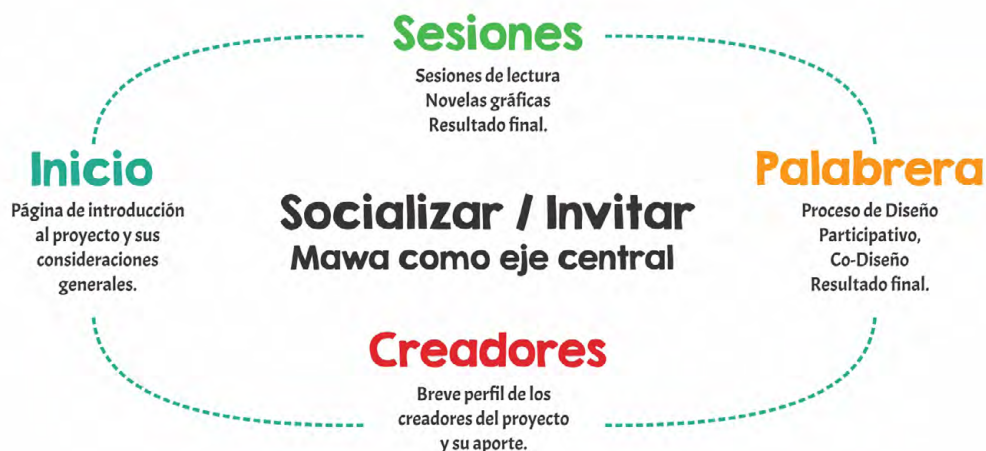 Sesiones
Sesiones de lectura
Novelas gráficas
Resultado final.
Inicio
Página de introducción
al proyecto y sus
consideraciones
generales.
Socializar / Invitar
Mawa como eje central
Palabrera
Proceso de Diseño
Participativo,
Co-Diseño
Resultado final.
Creadores
Breve perfil de los
creadores del proyecto
y su aporte.